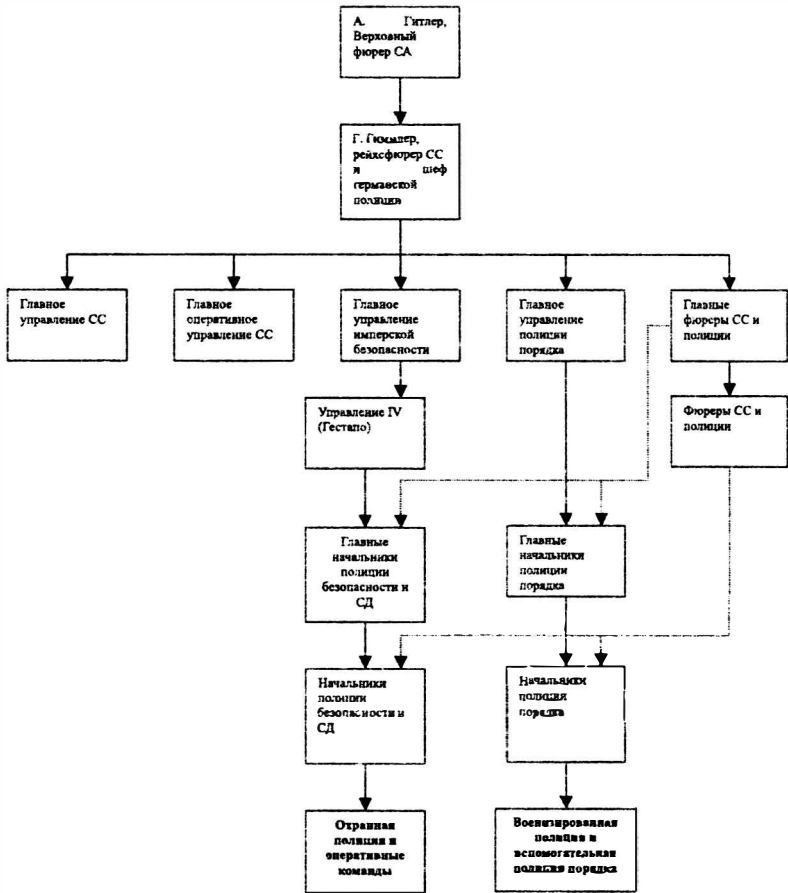 А. Гитлер,
Верховный
фюрер СА
Г. Гиммлер,
рейхсфюрер СС
и шеф
германской
полиции
Главное
управление СС
Главное
оперативное
управление СС
Главное
управление
имперской
безопасности
Главное
управление
полиции
порядка
Главные
фюреры СС и
полиции
Управление IV
(Гестапо)
Фюреры СС и
полиции
Главные
начальники
полиции
безопасности и
СД
Главные
начальники
полиции
порядка
Начальники
полиции
безопасности и
СД
Начальники
полиция
порядка
Охранная
полиция и
оперативные
команды
Военизированная
полиция и
вспомогательная
полиция порядка